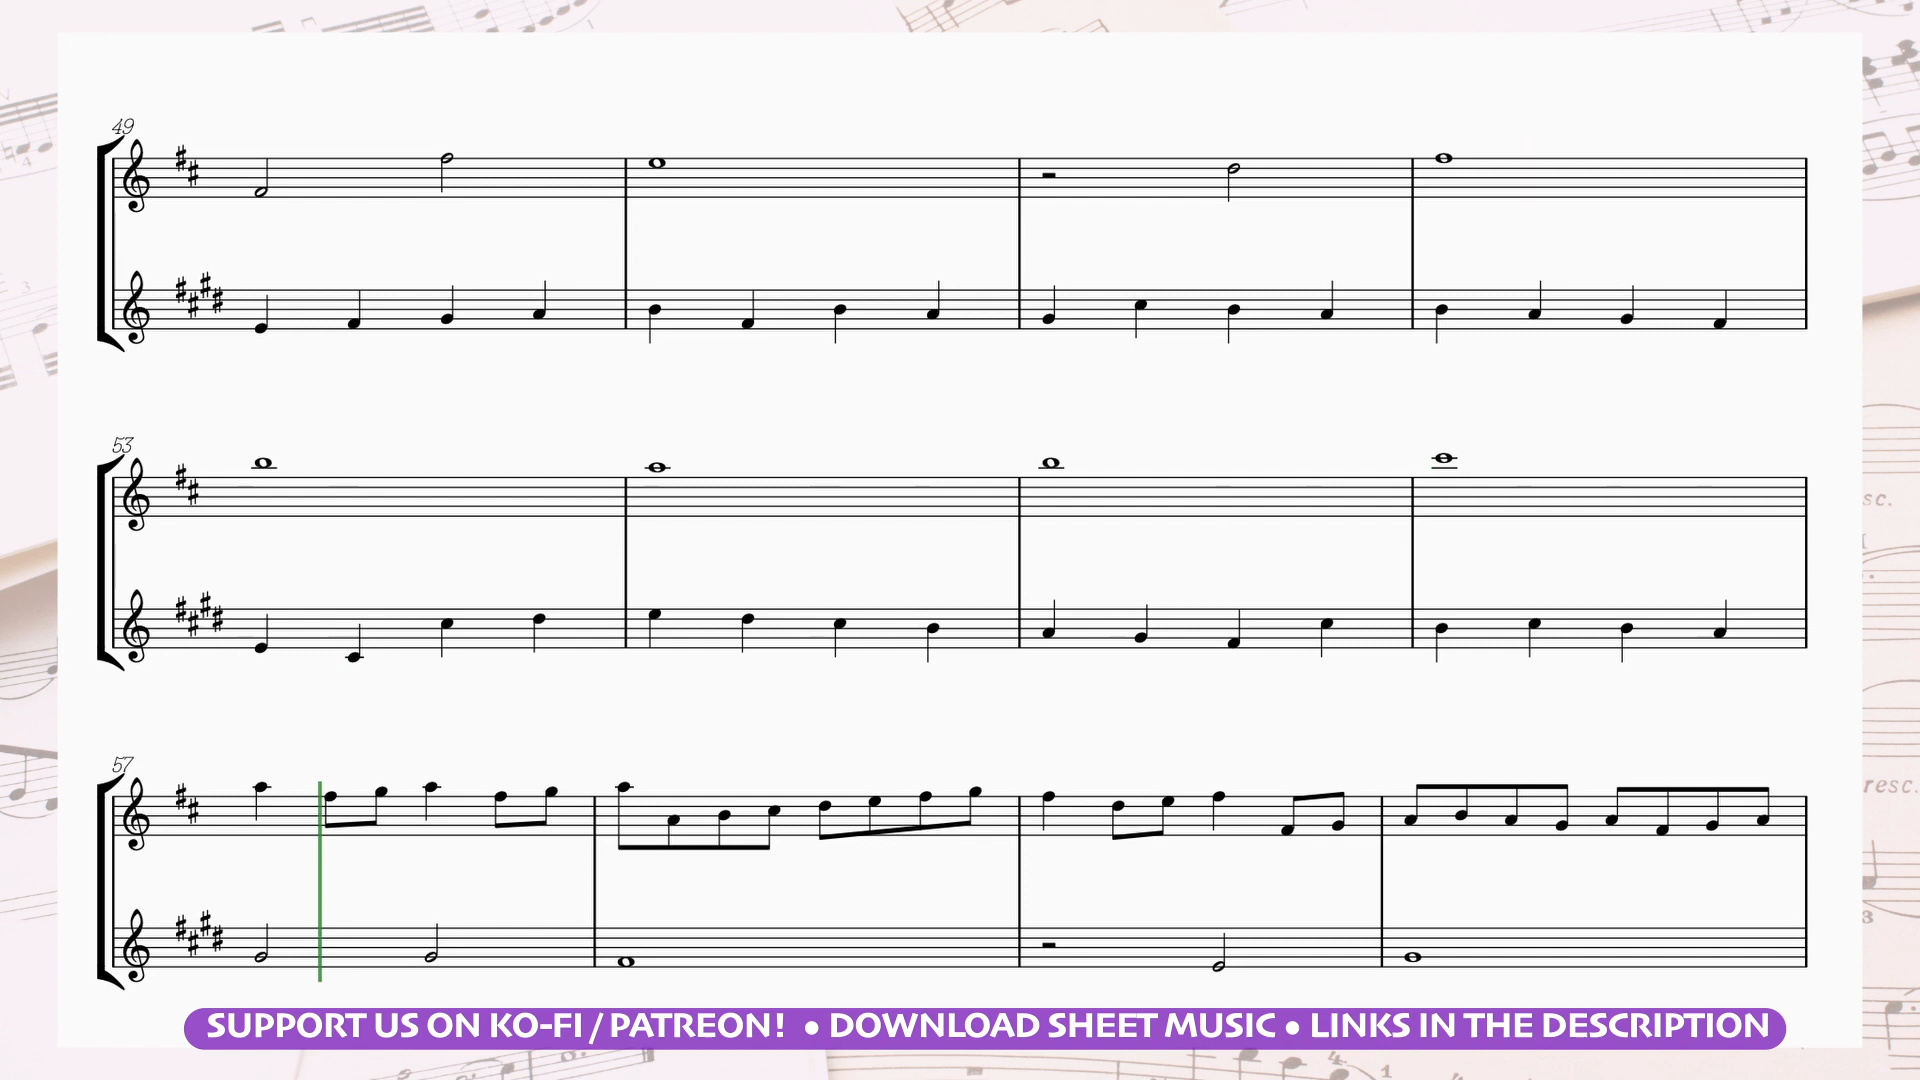 49
53
57
SUPPORT US ON KO-FI / PATREON! • DOWNLOAD SHEET MUSIC • LINKS IN THE DESCRIPTION